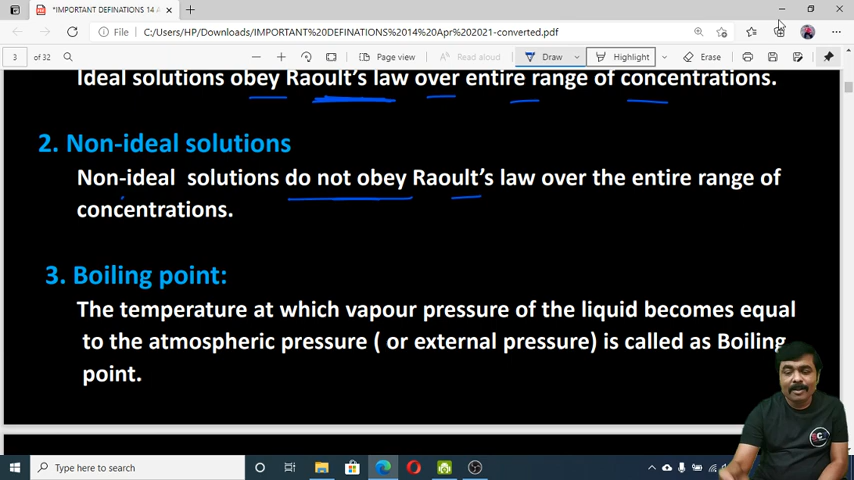 *IMPORTANT DEFINATIONS 14 A
File
C:/Users/HP/Downloads/IMPORTANT%20DEFINATIONS%2014%20Apr%202021-converted.pdf
3 of 32
Page view
Read aloud
Draw
Highlight
Erase
Ideal solutions obey Raoult's law over entire range of concentrations.
2. Non-ideal solutions
Non-ideal solutions do not obey Raoult's law over the entire range of
concentrations.
3. Boiling point:
The temperature at which vapour pressure of the liquid becomes equal
to the atmospheric pressure ( or external pressure) is called as Boiling
point.
Type here to search